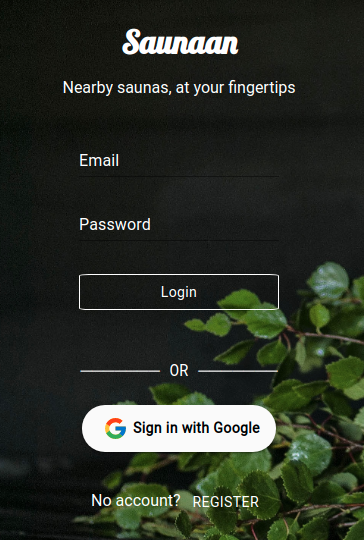 Saunaan
Nearby saunas, at your fingertips
Email
Password
Login
OR
Sign in with Google
No account? REGISTER